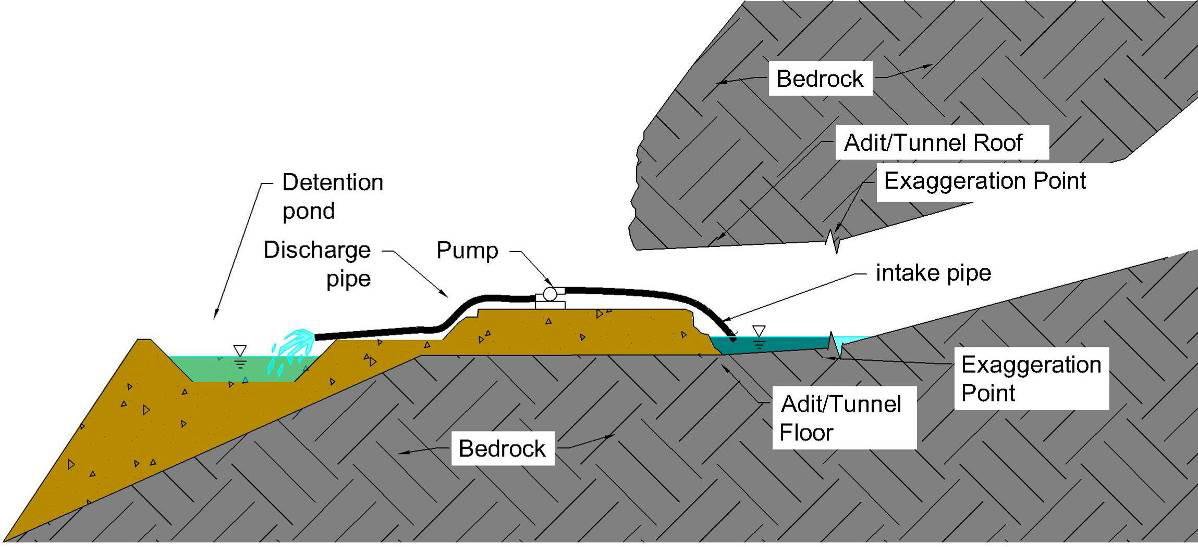 Bedrock
Adit/Tunnel Roof
Exaggeration Point
Detention
pond
Discharge
pipe
Pump
intake pipe
Exaggeration
Point
Adit/Tunnel
Floor
Bedrock